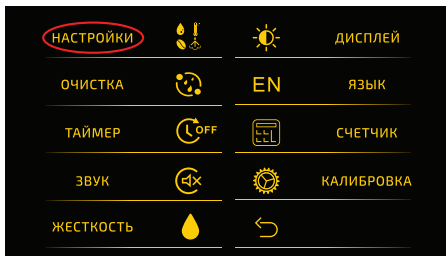 НАСТРОЙКИ
ДИСПЛЕЙ
ОЧИСТКА
EN
ЯЗЫК
ТАЙМЕР
OFF
СЧЕТЧИК
ЗВУК
КАЛИБРОВКА
ЖЕСТКОСТЬ